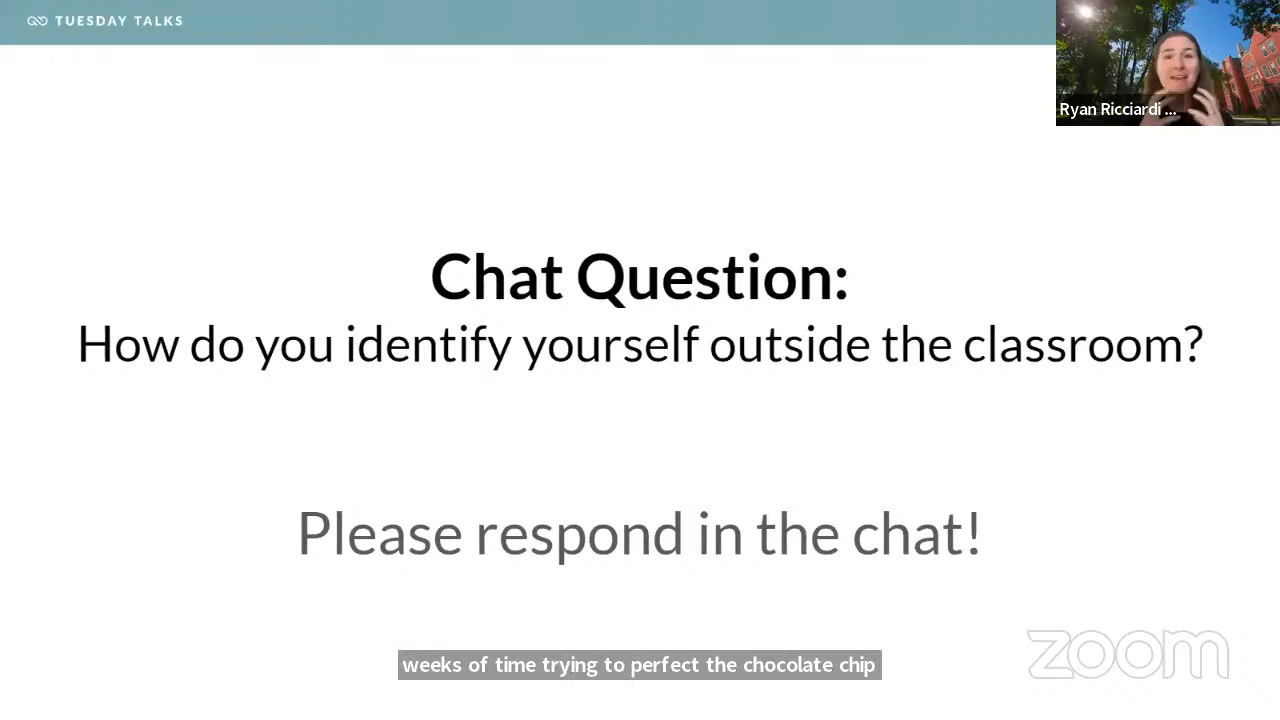 TUESDAY TALKS
Ryan Ricciardi ...
Chat Question:
How do you identify yourself outside the classroom?
Please respond in the chat!
weeks of time trying to perfect the chocolate chip
zoom